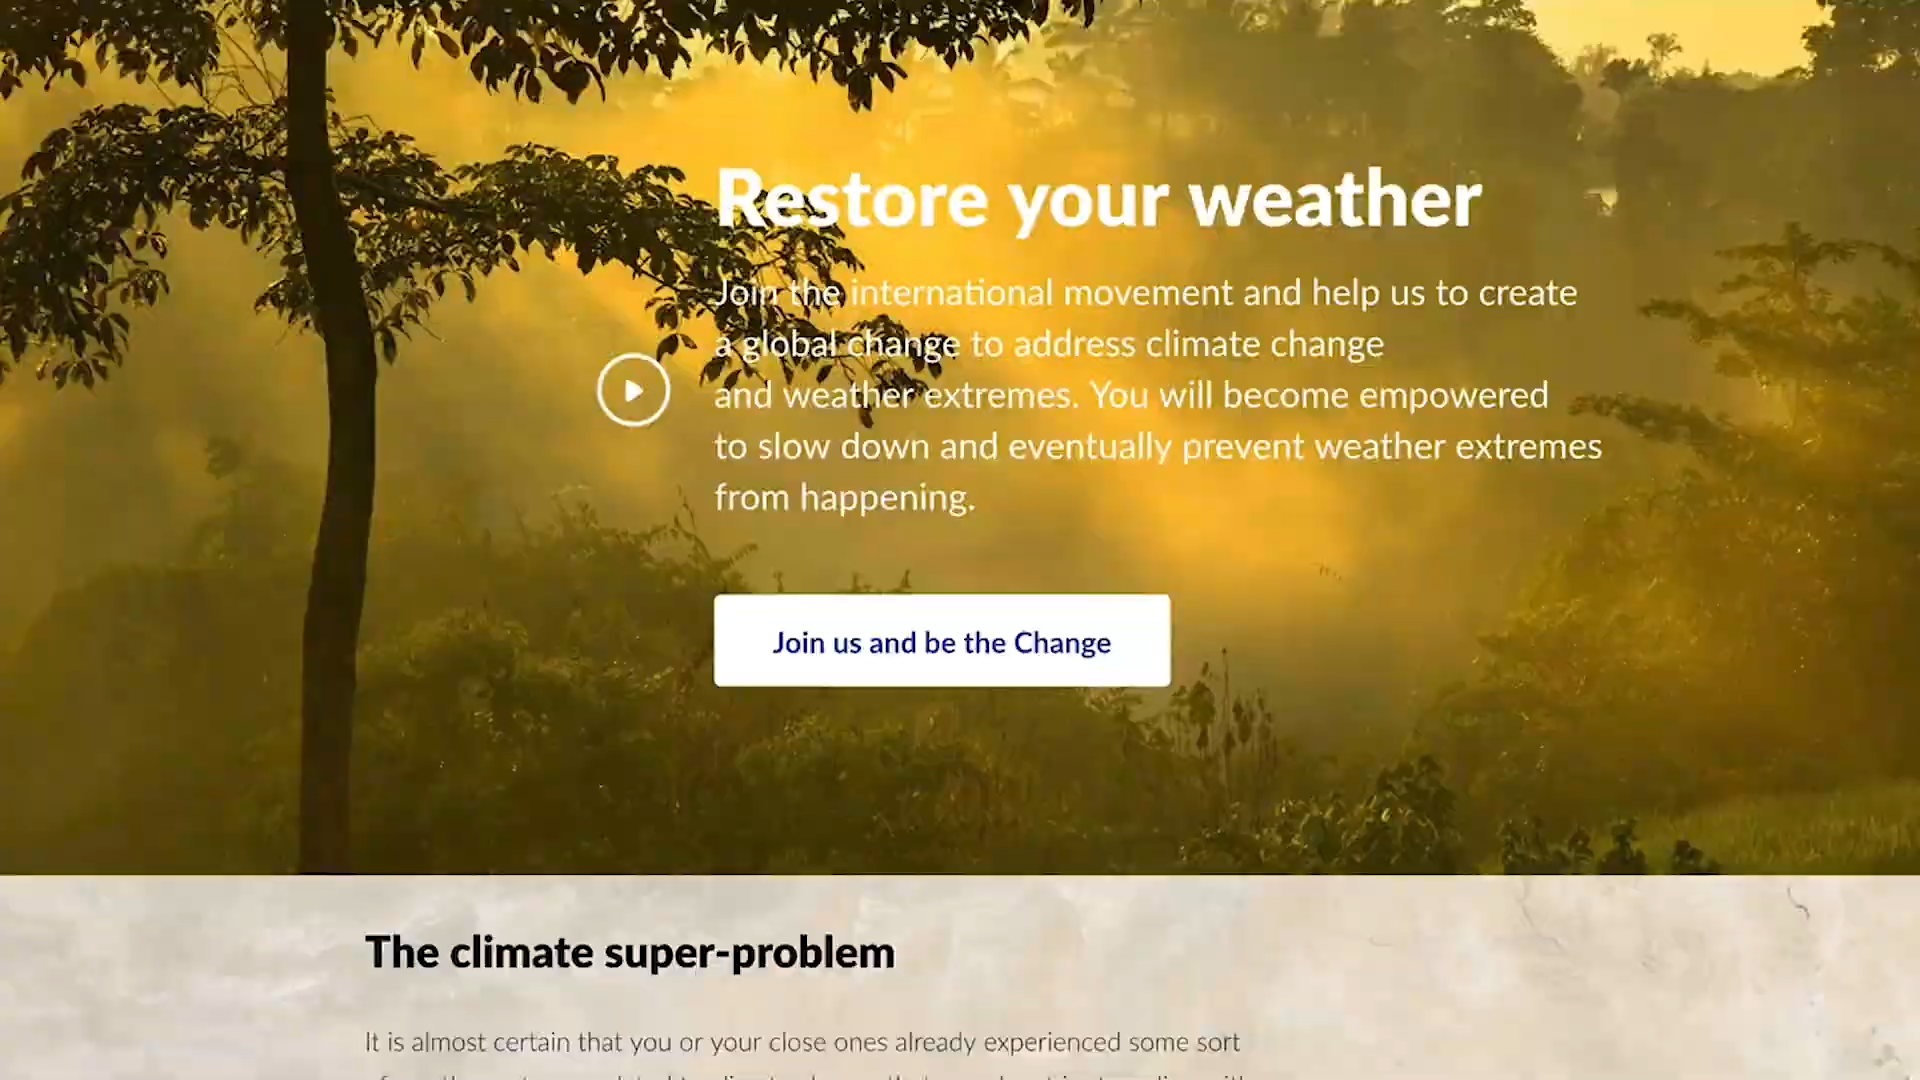 Restore your weather
Join the international movement and help us to create
a global change to address climate change
and weather extremes. You will become empowered
to slow down and eventually prevent weather extremes
from happening.
Join us and be the Change
The climate super-problem
It is almost certain that you or your close ones already experienced some sort